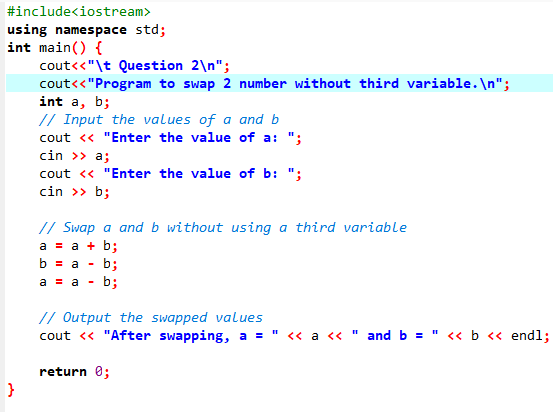 #include<iostream>
using namespace std;
int main() {
    cout<<"\t Question 2\n";
    cout<<"Program to swap 2 number without third variable.\n";
    int a, b;
    // Input the values of a and b
    cout << "Enter the value of a: ";
    cin >> a;
    cout << "Enter the value of b: ";
    cin >> b;

    // Swap a and b without using a third variable
    a = a + b;
    b = a - b;
    a = a - b;

    // Output the swapped values
    cout << "After swapping, a = " << a << " and b = " << b << endl;

    return 0;
}